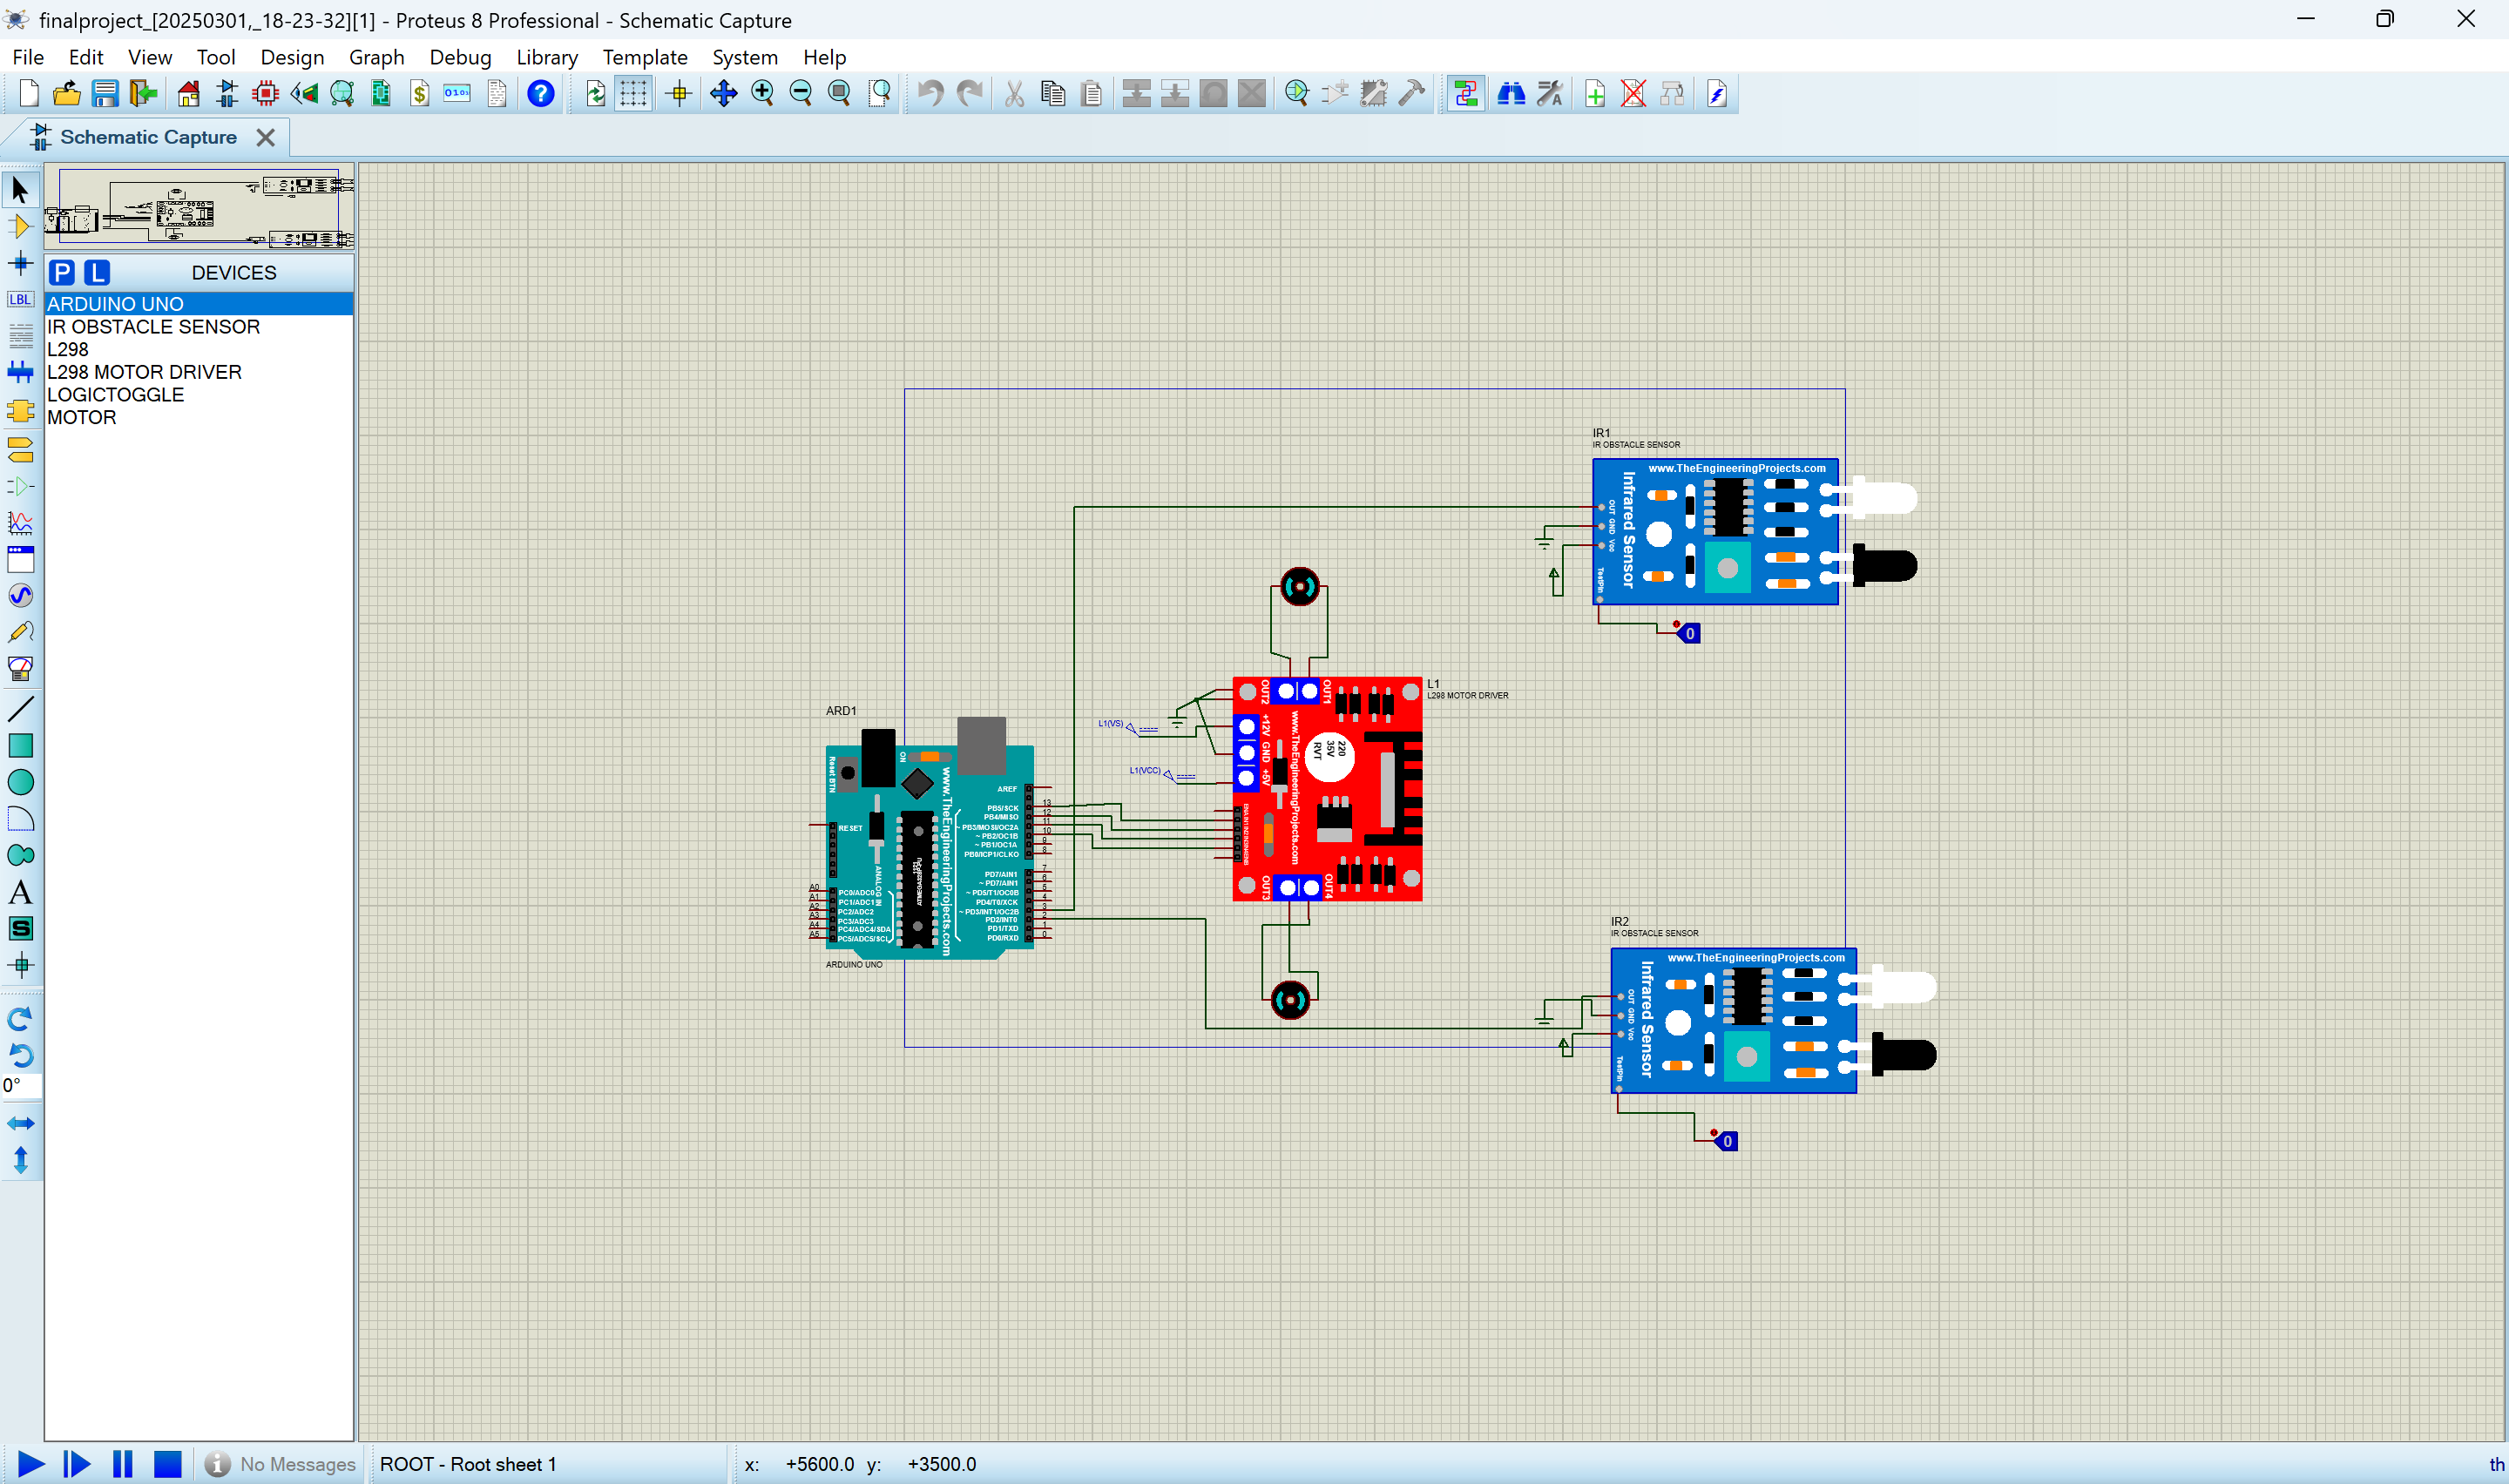 finalproject_[20250301,_18-23-32][1] - Proteus 8 Professional - Schematic Capture
File Edit View Tool Design Graph Debug Library Template System Help
Schematic Capture
P L DEVICES
ARDUINO UNO
IR OBSTACLE SENSOR
L298
L298 MOTOR DRIVER
LOGICTOGGLE
MOTOR
LBL
A
S
0°
IR1
IR OBSTACLE SENSOR
www.TheEngineeringProjects.com
Infrared Sensor
OUT GND Vcc
TestPin
0
L1
L298 MOTOR DRIVER
OUT2
OUT1
+12V
GND
+5V
www.TheEngineeringProjects.com
220
35V
RVT
OUT3
OUT4
L1(VS)
L1(VCC)
ARD1
Reset BTN
ON
www.TheEngineeringProjects.com
AREF
PB5/SCK 13
PB4/MISO 12
~ PB3/MOSI/OC2A 11
~ PB2/OC1B 10
~ PB1/OC1A 9
PB0/ICP1/CLKO 8
RESET
ANALOG IN
PD7/AIN1 7
~ PD7/AIN1 6
~ PD5/T1/OC0B 5
PD4/T0/XCK 4
~ PD3/INT1/OC2B 3
PD2/INT0 2
PD1/TXD 1
PD0/RXD 0
A0 PC0/ADC0
A1 PC1/ADC1
A2 PC2/ADC2
A3 PC3/ADC3
A4 PC4/ADC4/SDA
A5 PC5/ADC5/SCL
ARDUINO UNO
IR2
IR OBSTACLE SENSOR
www.TheEngineeringProjects.com
Infrared Sensor
OUT GND Vcc
TestPin
0
No Messages
ROOT - Root sheet 1
x: +5600.0 y: +3500.0
th